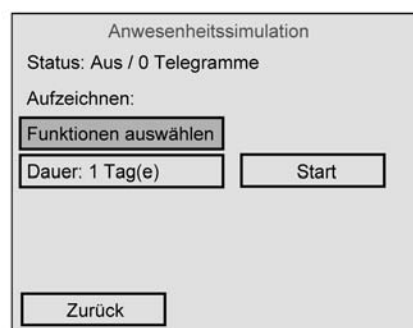 Anwesenheitssimulation
Status: Aus / 0 Telegramme
Aufzeichnen:
Funktionen auswählen
Dauer: 1 Tag(e)
Start
Zurück